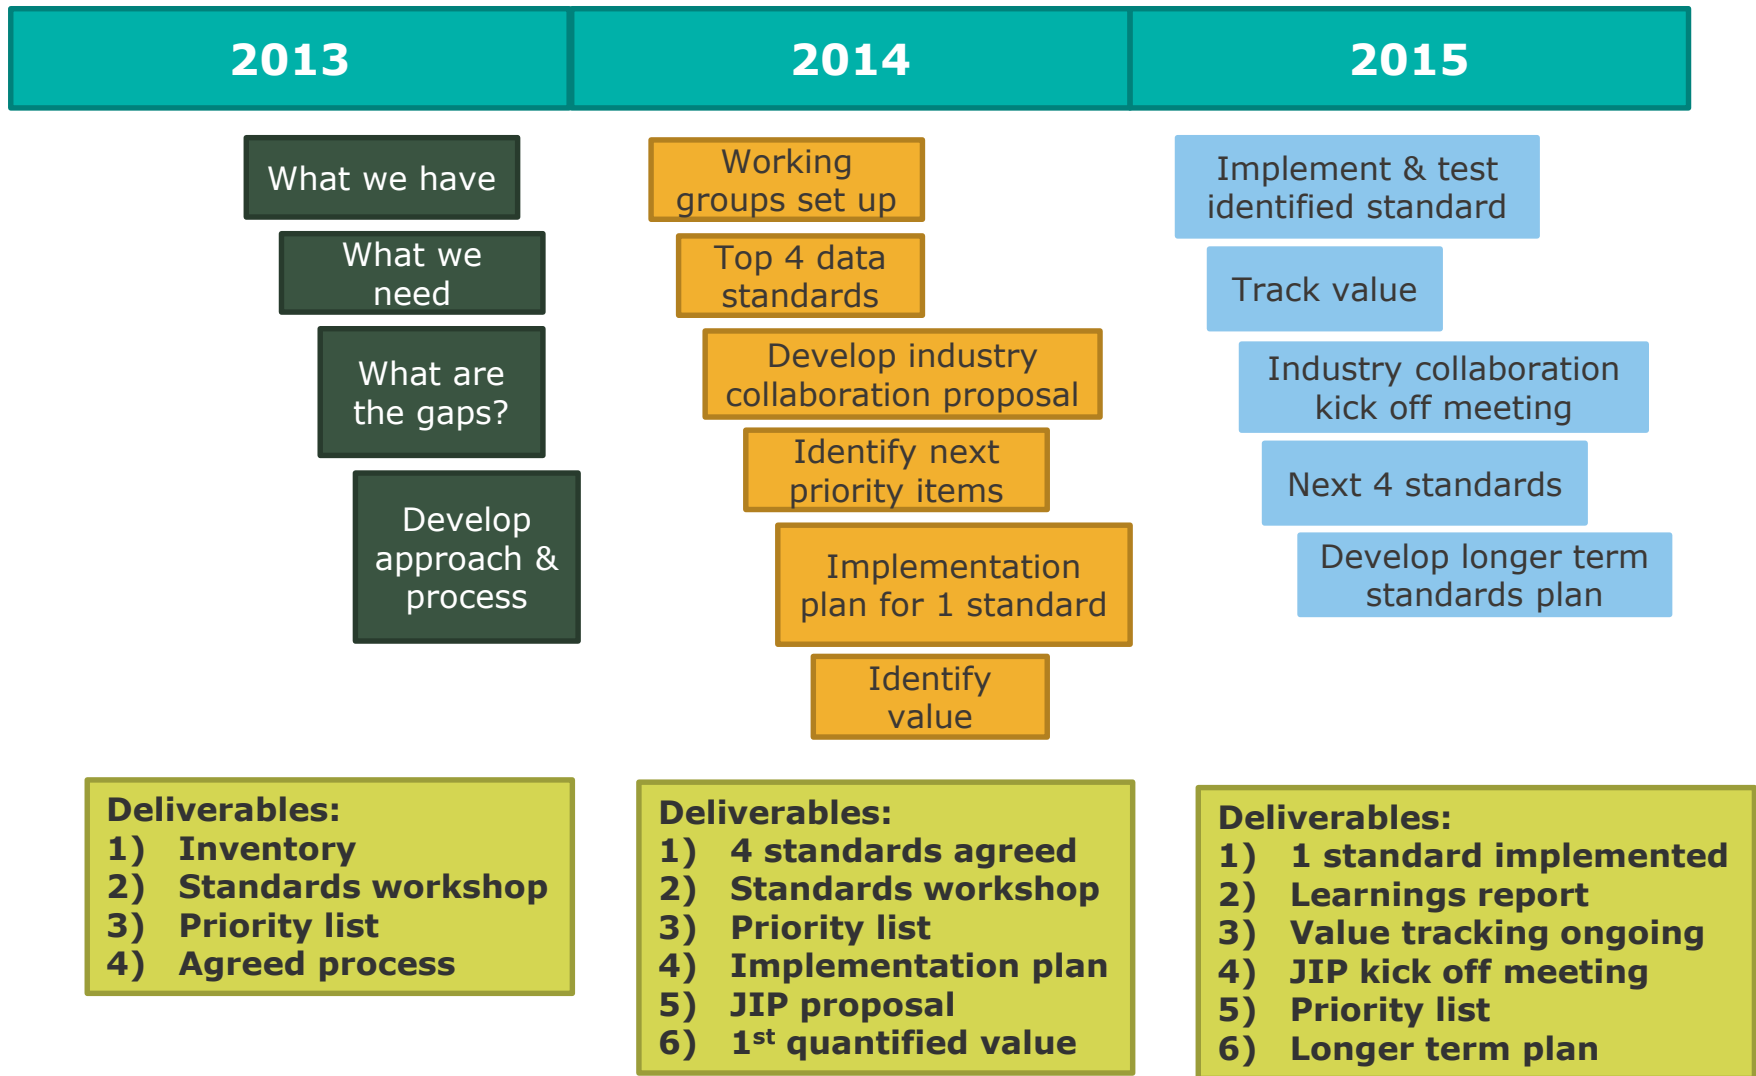 2013
2014
2015
What we have
What we
need
What are
the gaps?
Develop
approach &
process
Working
groups set up
Top 4 data
standards
Develop industry
collaboration proposal
Identify next
priority items
Implementation
plan for 1 standard
Identify
value
Implement & test
identified standard
Track value
Industry collaboration
kick off meeting
Next 4 standards
Develop longer term
standards plan
Deliverables:
1) Inventory
2) Standards workshop
3) Priority list
4) Agreed process
Deliverables:
1) 4 standards agreed
2) Standards workshop
3) Priority list
4) Implementation plan
5) JIP proposal
6) 1st quantified value
Deliverables:
1) 1 standard implemented
2) Learnings report
3) Value tracking ongoing
4) JIP kick off meeting
5) Priority list
6) Longer term plan